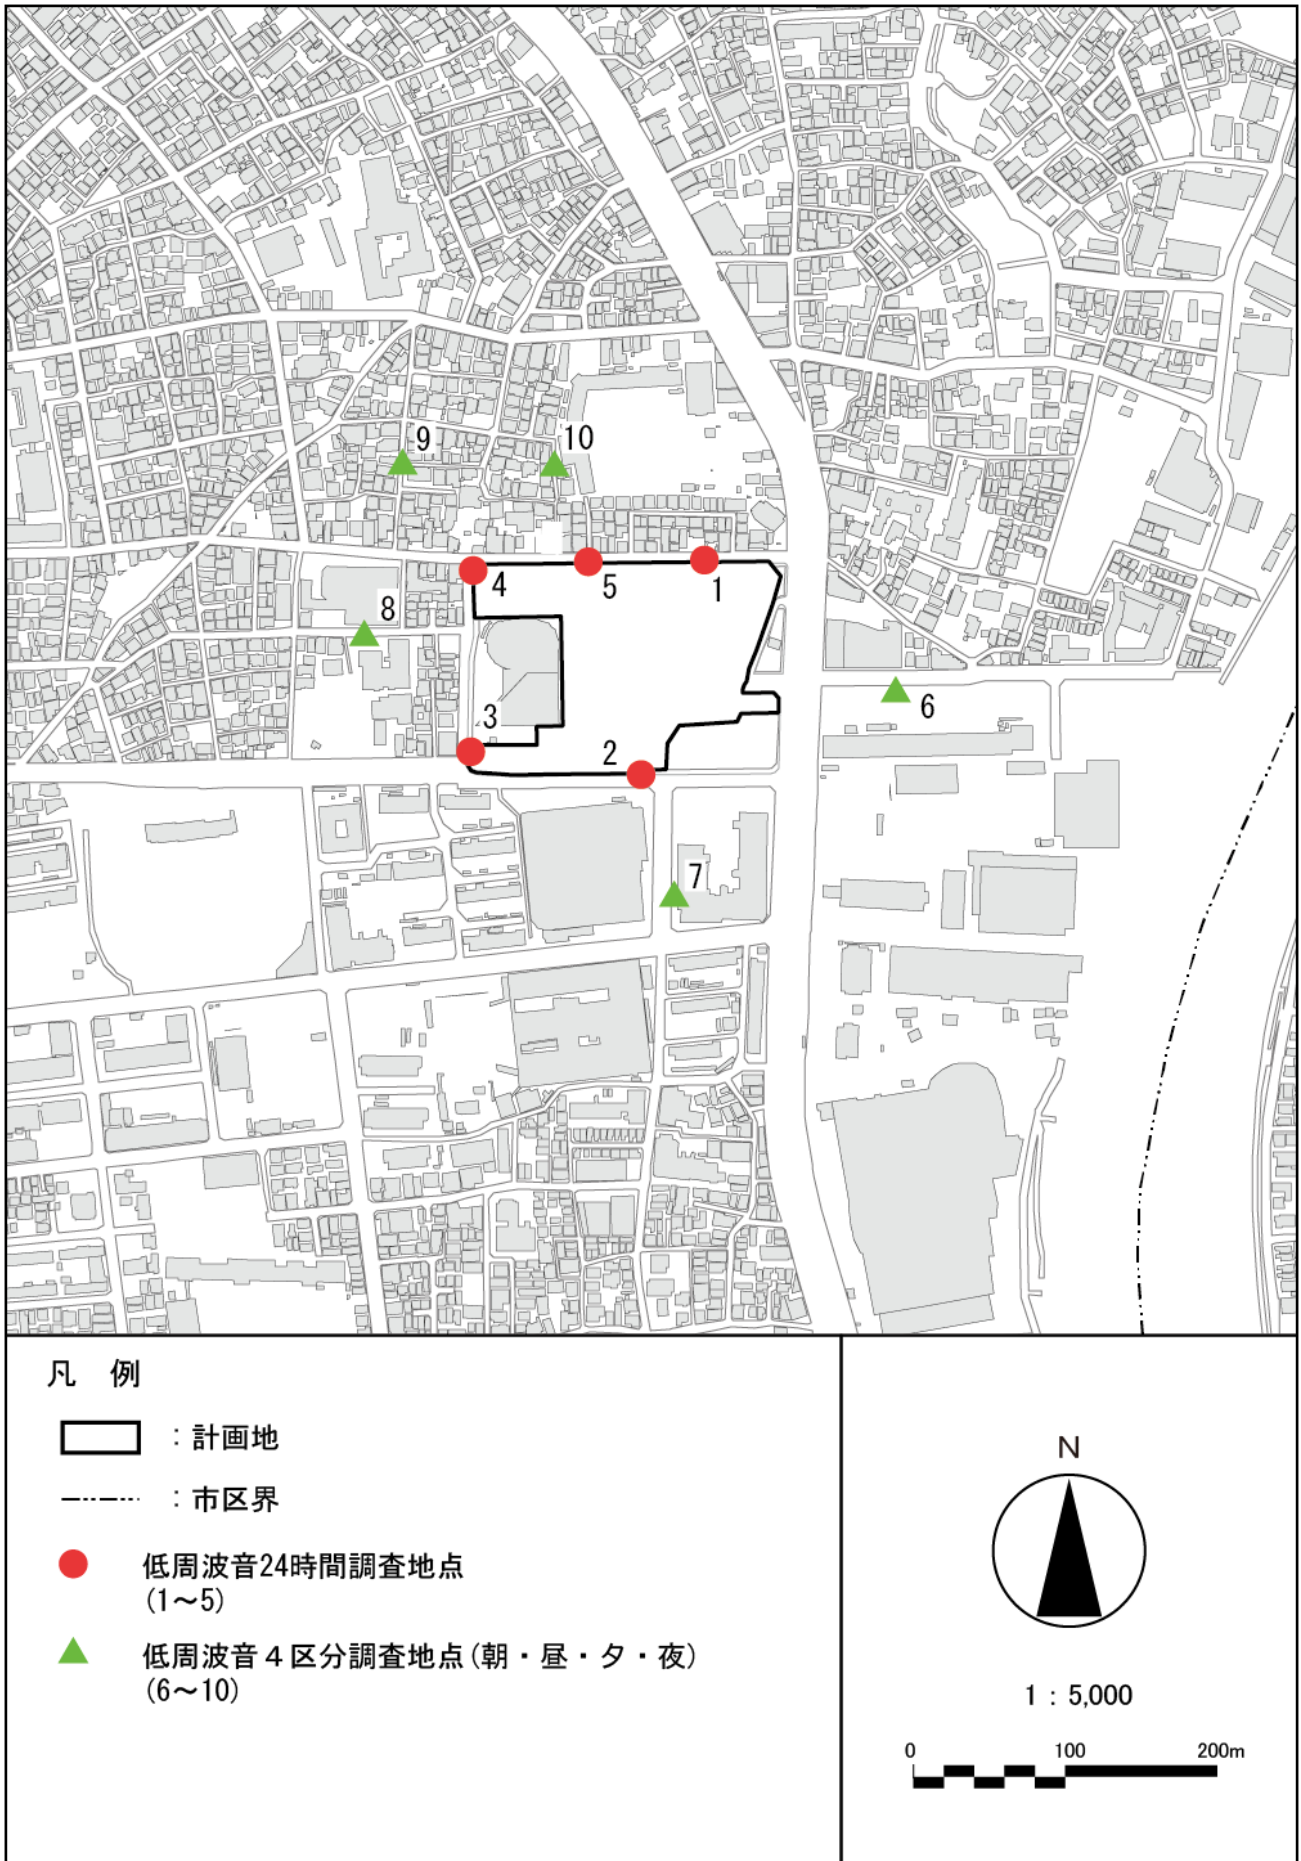 9
10
4
5
1
8
6
3
2
7
凡　例
：計画地
：市区界
低周波音24時間調査地点
(1～5)
低周波音４区分調査地点(朝・昼・夕・夜)
(6～10)
N
1：5,000
0 100 200m